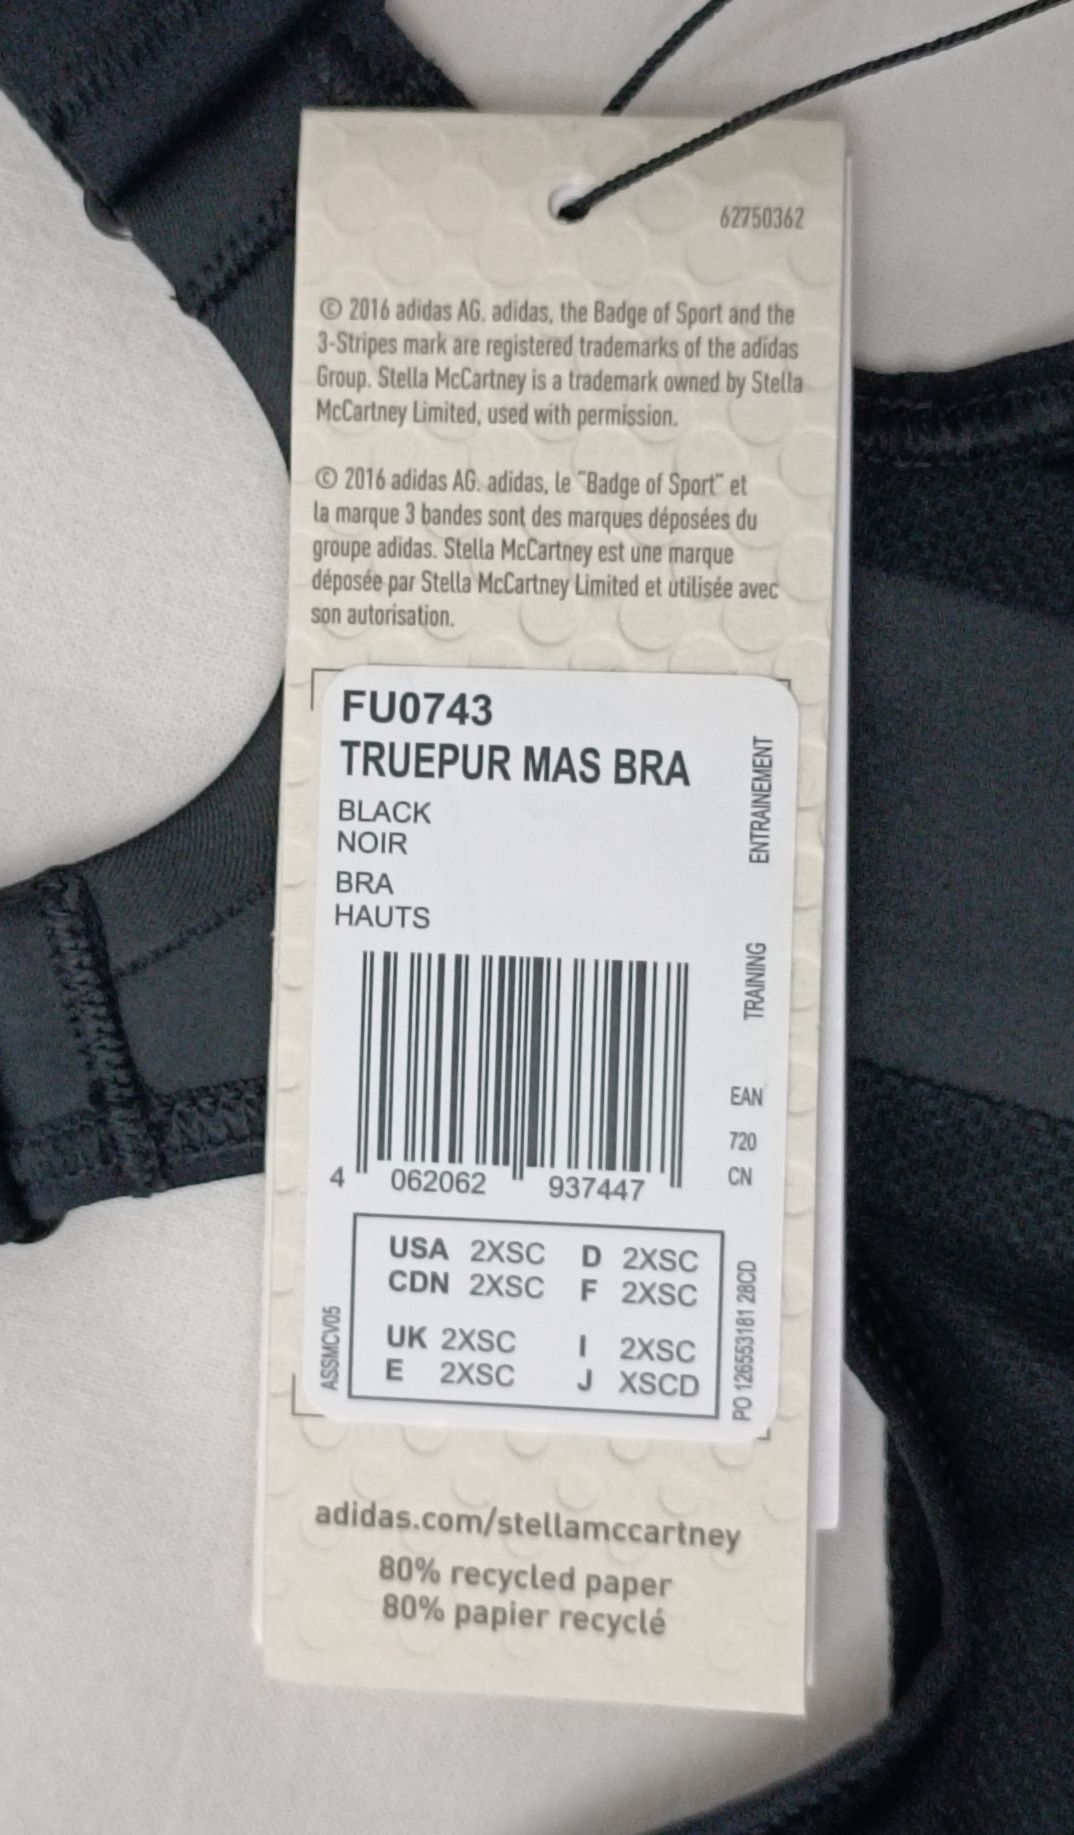 62750362
© 2016 adidas AG. adidas, the Badge of Sport and the
3-Stripes mark are registered trademarks of the adidas
Group. Stella McCartney is a trademark owned by Stella
McCartney Limited, used with permission.
© 2016 adidas AG. adidas, le "Badge of Sport" et
la marque 3 bandes sont des marques déposées du
groupe adidas. Stella McCartney est une marque
déposée par Stella McCartney Limited et utilisée avec
son autorisation.
FU0743
TRUEPUR MAS BRA
BLACK
NOIR
BRA
HAUTS
ENTRAINEMENT
TRAINING
EAN
720
CN
4 062062 937447
USA 2XSC D 2XSC
CDN 2XSC F 2XSC
UK 2XSC I 2XSC
E 2XSC J XSCD
ASSMCV05
PO 126553181 28CD
adidas.com/stellamccartney
80% recycled paper
80% papier recyclé